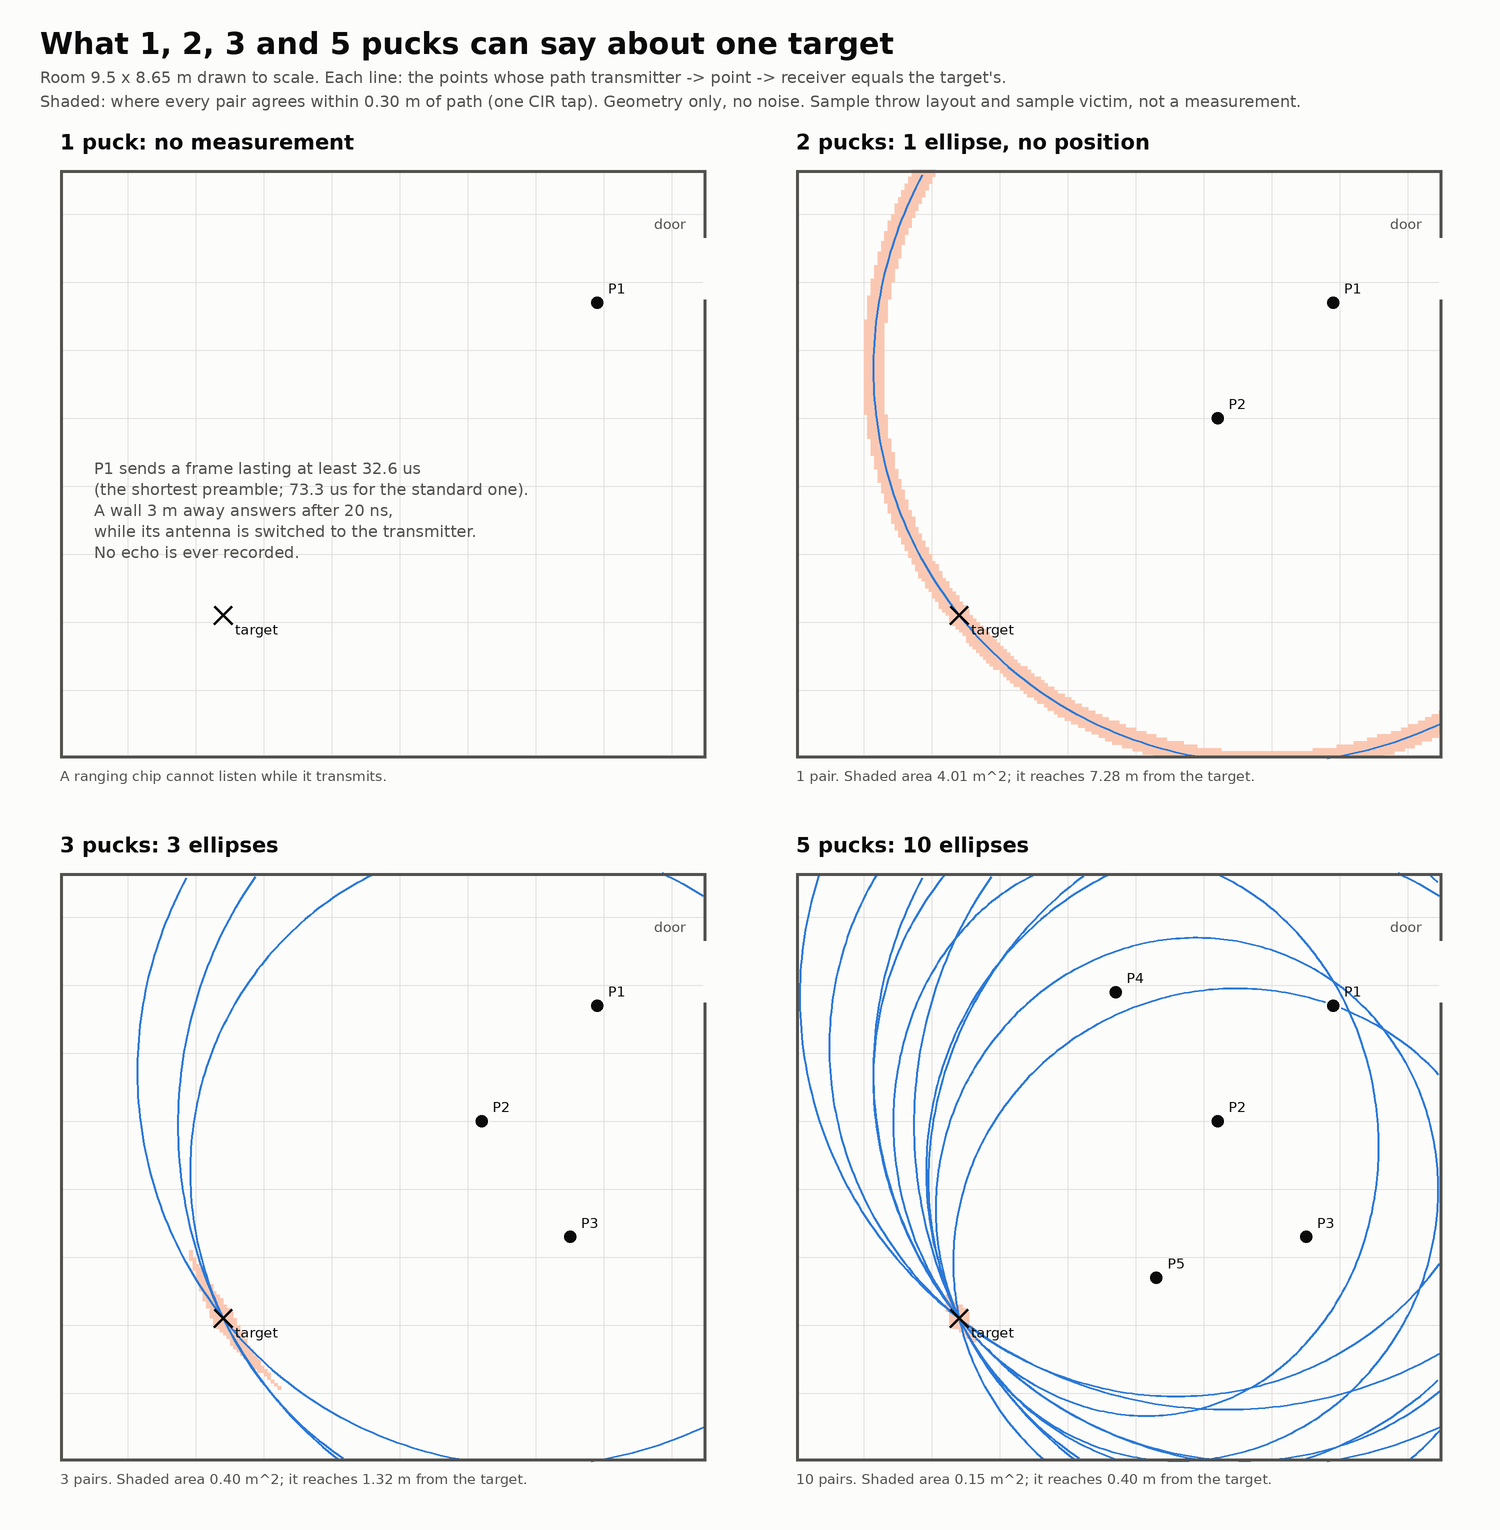 What 1, 2, 3 and 5 pucks can say about one target
Room 9.5 x 8.65 m drawn to scale. Each line: the points whose path transmitter -> point -> receiver equals the target's.
Shaded: where every pair agrees within 0.30 m of path (one CIR tap). Geometry only, no noise. Sample throw layout and sample victim, not a measurement.
1 puck: no measurement
door
P1
P1 sends a frame lasting at least 32.6 us
(the shortest preamble; 73.3 us for the standard one).
A wall 3 m away answers after 20 ns,
while its antenna is switched to the transmitter.
No echo is ever recorded.
target
A ranging chip cannot listen while it transmits.
2 pucks: 1 ellipse, no position
door
P1
P2
target
1 pair. Shaded area 4.01 m^2; it reaches 7.28 m from the target.
3 pucks: 3 ellipses
door
P1
P2
P3
target
3 pairs. Shaded area 0.40 m^2; it reaches 1.32 m from the target.
5 pucks: 10 ellipses
door
P4
P1
P2
P3
P5
target
10 pairs. Shaded area 0.15 m^2; it reaches 0.40 m from the target.